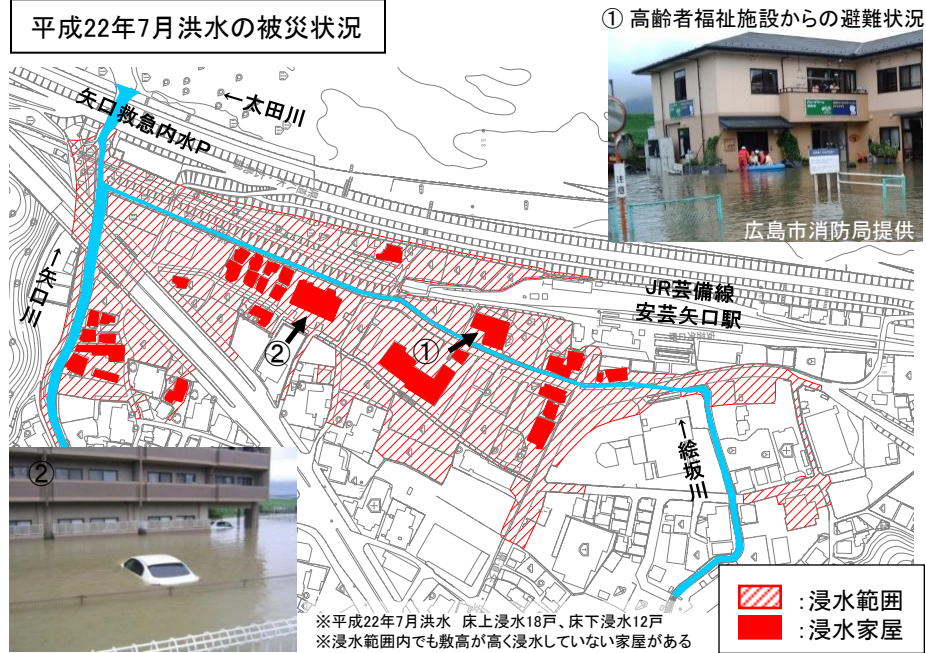 平成22年7月洪水の被災状況
① 高齢者福祉施設からの避難状況
←太田川
矢口救急内水P
広島市消防局提供
←矢口川
JR芸備線
安芸矢口駅
①
②
←絵坂川
②
:浸水範囲
:浸水家屋
※平成22年7月洪水 床上浸水18戸、床下浸水12戸
※浸水範囲内でも敷高が高く浸水していない家屋がある